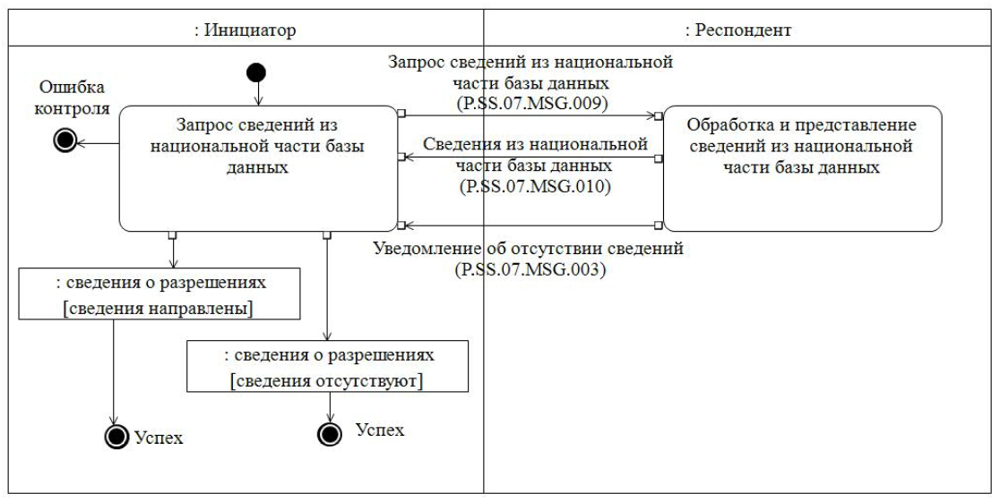 : Инициатор
: Респондент
Ошибка
контроля
Запрос сведений из национальной
части базы данных
(P.SS.07.MSG.009)
Запрос сведений из
национальной части базы
данных
Сведения из национальной
части базы данных
(P.SS.07.MSG.010)
Обработка и представление
сведений из национальной
части базы данных
Уведомление об отсутствии сведений
(P.SS.07.MSG.003)
: сведения о разрешениях
[сведения направлены]
: сведения о разрешениях
[сведения отсутствуют]
Успех
Успех